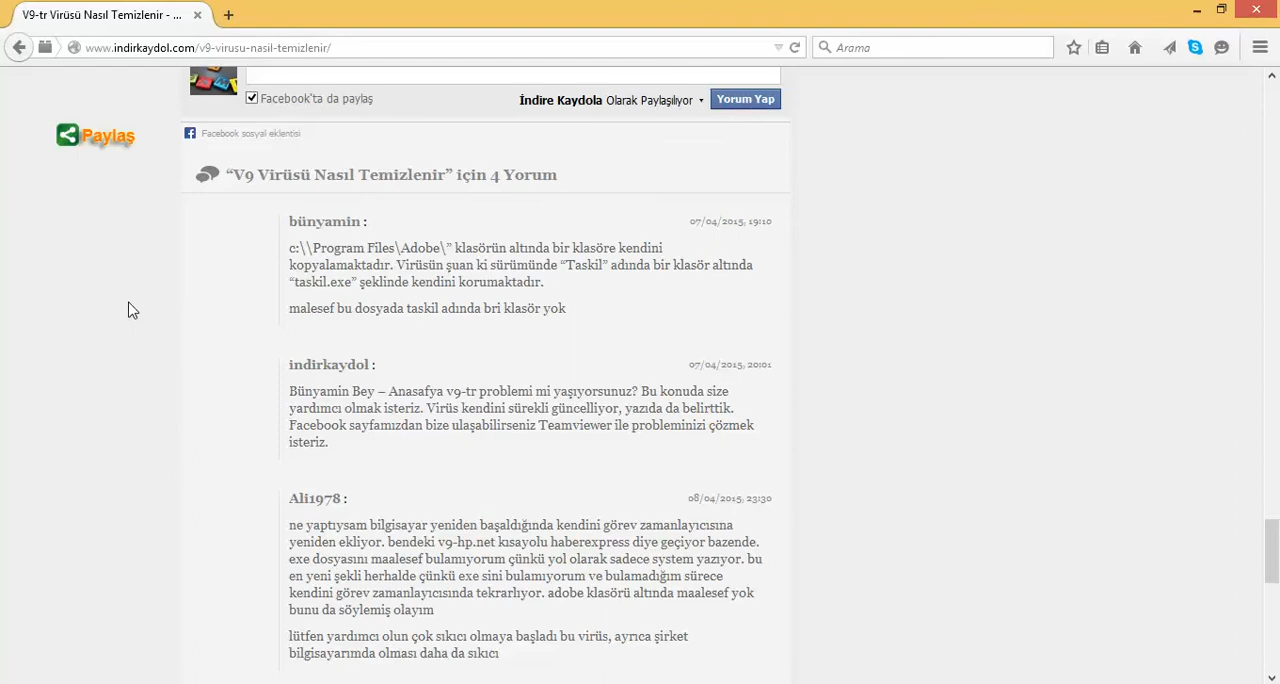 V9-tr Virüsü Nasıl Temizlenir - ...
www.indirkaydol.com/v9-virusu-nasil-temizlenir/
Arama
Facebook'ta da paylaş
İndire Kaydola Olarak Paylaşılıyor
Yorum Yap
Paylaş
Facebook sosyal eklentisi
“V9 Virüsü Nasıl Temizlenir” için 4 Yorum
bünyamin :
07/04/2015, 19:10
c:\\Program Files\Adobe\” klasörün altında bir klasöre kendini
kopyalamaktadır. Virüsün şuan ki sürümünde “Taskil” adında bir klasör altında
“taskil.exe” şeklinde kendini korumaktadır.
malesef bu dosyada taskil adında bri klasör yok
indirkaydol :
07/04/2015, 20:01
Bünyamin Bey – Anasafya v9-tr problemi mi yaşıyorsunuz? Bu konuda size
yardımcı olmak isteriz. Virüs kendini sürekli güncelliyor, yazıda da belirttik.
Facebook sayfamızdan bize ulaşabilirseniz Teamviewer ile probleminizi çözmek
isteriz.
Ali1978 :
08/04/2015, 23:30
ne yaptıysam bilgisayar yeniden başaldığında kendini görev zamanlayıcısına
yeniden ekliyor. bendeki v9-hp.net kısayolu haberexpress diye geçiyor bazende.
exe dosyasını maalesef bulamıyorum çünkü yol olarak sadece system yazıyor. bu
en yeni şekli herhalde çünkü exe sini bulamıyorum ve bulamadığım sürece
kendini görev zamanlayıcısında tekrarlıyor. adobe klasörü altında maalesef yok
bunu da söylemiş olayım
lütfen yardımcı olun çok sıkıcı olmaya başladı bu virüs, ayrıca şirket
bilgisayarımda olması daha da sıkıcı